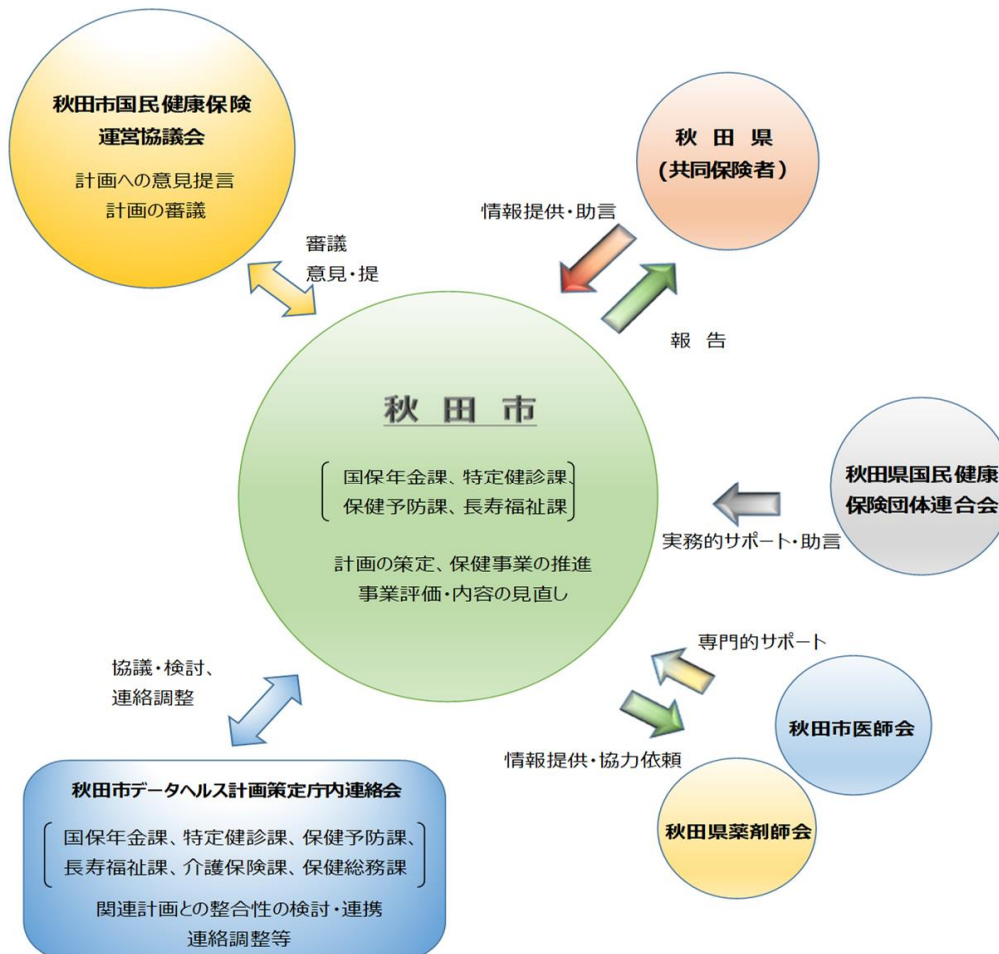 秋田市国民健康保険
運営協議会
計画への意見提言
計画の審議
秋 田 県
(共同保険者)
情報提供・助言
審議
意見・提
報 告
秋 田 市
国保年金課、特定健診課、
保健予防課、長寿福祉課
計画の策定、保健事業の推進
事業評価・内容の見直し
秋田県国民健康
保険団体連合会
実務的サポート・助言
専門的サポート
協議・検討、
連絡調整
秋田市医師会
情報提供・協力依頼
秋田県薬剤師会
秋田市データヘルス計画策定庁内連絡会
国保年金課、特定健診課、保健予防課、
長寿福祉課、介護保険課、保健総務課
関連計画との整合性の検討・連携
連絡調整等